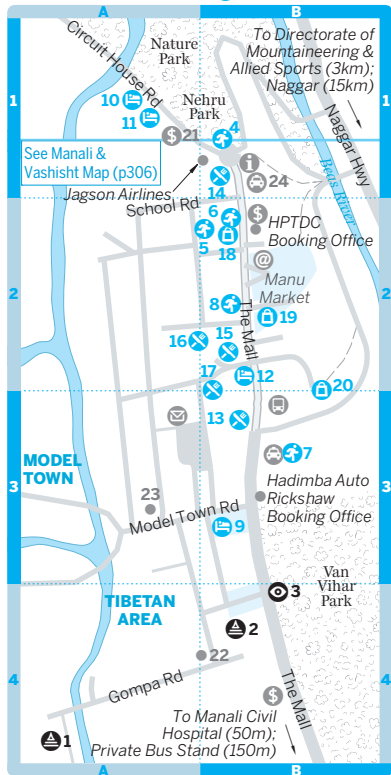 A
B
Circuit House Rd
Nature
Park
To Directorate of
Mountaineering &
Allied Sports (3km);
Naggar (15km)
1
1
10
11
Nehru
Park
$
21
4
Naggar Hwy
Beas River
See Manali &
Vashisht Map (p306)
i
14
24
Jagson Airlines
School Rd
6
$
HPTDC
Booking Office
5
18
@
Manu
Market
2
2
8
The Mall
19
16
15
17
12
20
13
7
MODEL
TOWN
3
3
23
Hadimba Auto
Rickshaw
Booking Office
Model Town Rd
9
Van
Vihar
Park
TIBETAN
AREA
3
2
22
4
4
Gompa Rd
$
The Mall
1
To Manali Civil
Hospital (50m);
Private Bus Stand (150m)
A
B